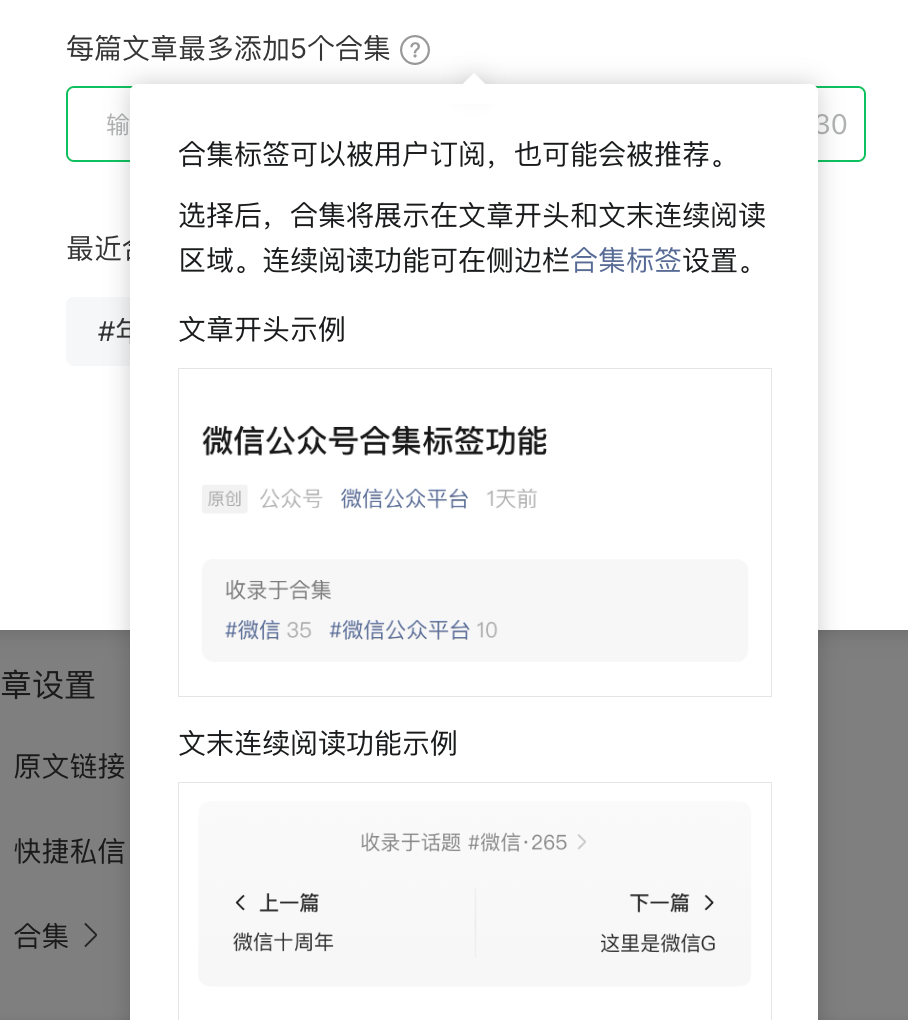 每篇文章最多添加5个合集 ?
输
30
合集标签可以被用户订阅，也可能会被推荐。
选择后，合集将展示在文章开头和文末连续阅读
区域。连续阅读功能可在侧边栏合集标签设置。
最近
#年
文章开头示例
微信公众号合集标签功能
原创 公众号 微信公众平台 1天前
收录于合集
#微信 35 #微信公众平台 10
章设置
文末连续阅读功能示例
原文链接
收录于话题 #微信·265
快捷私信
上一篇
下一篇
合集
微信十周年
这里是微信G